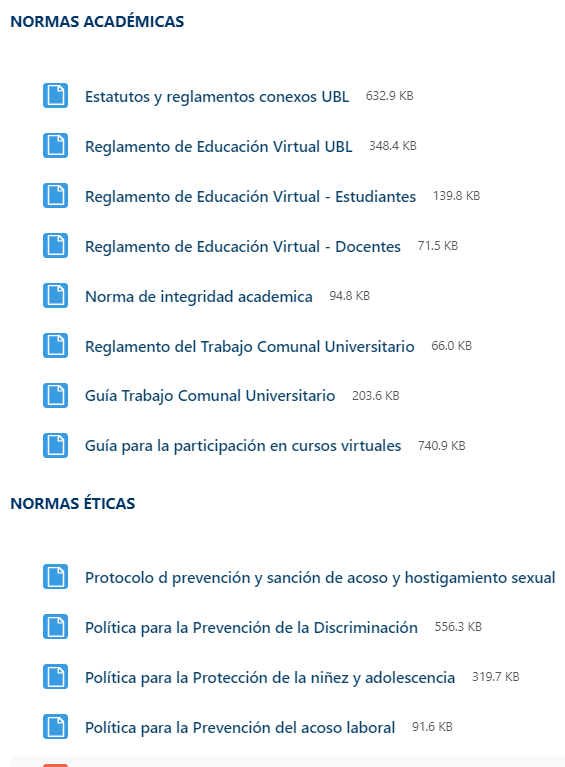 NORMAS ACADÉMICAS
Estatutos y reglamentos conexos UBL 632.9 KB
Reglamento de Educación Virtual UBL 348.4 KB
Reglamento de Educación Virtual - Estudiantes 139.8 KB
Reglamento de Educación Virtual - Docentes 71.5 KB
Norma de integridad academica 94.8 KB
Reglamento del Trabajo Comunal Universitario 66.0 KB
Guía Trabajo Comunal Universitario 203.6 KB
Guía para la participación en cursos virtuales 740.9 KB
NORMAS ÉTICAS
Protocolo d prevención y sanción de acoso y hostigamiento sexual
Política para la Prevención de la Discriminación 556.3 KB
Política para la Protección de la niñez y adolescencia 319.7 KB
Política para la Prevención del acoso laboral 91.6 KB